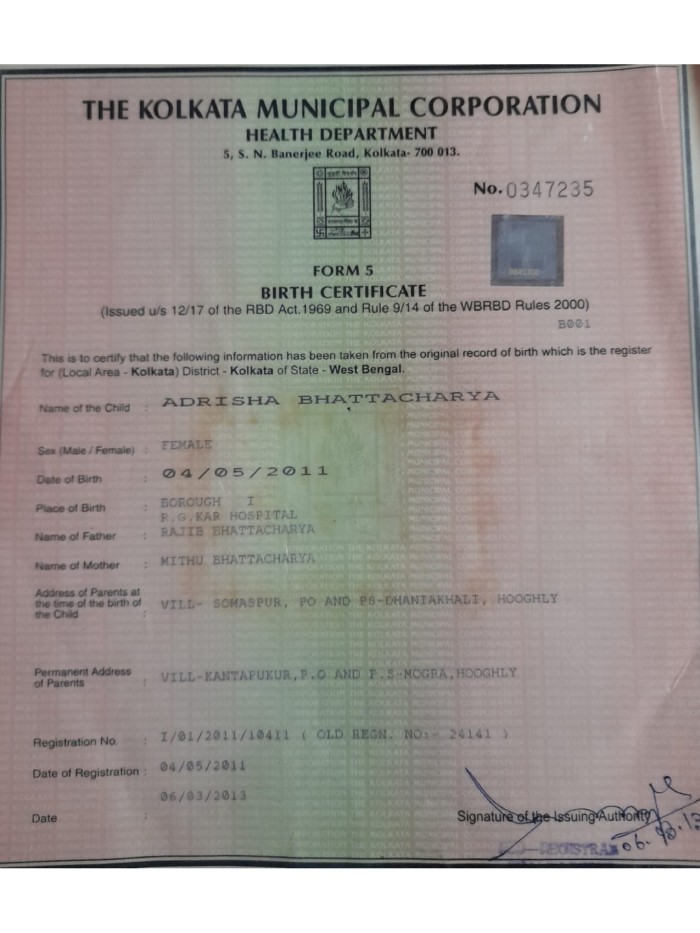 THE KOLKATA MUNICIPAL CORPORATION
HEALTH DEPARTMENT
5, S. N. Banerjee Road, Kolkata- 700 013.
No. 0347235
FORM 5
BIRTH CERTIFICATE
(Issued u/s 12/17 of the RBD Act.1969 and Rule 9/14 of the WBRBD Rules 2000)
B001
This is to certify that the following information has been taken from the original record of birth which is the register
for (Local Area - Kolkata) District - Kolkata of State - West Bengal.
Name of the Child : ADRISHA BHATTACHARYA
Sex (Male / Female) : FEMALE
Date of Birth : 04/05/2011
Place of Birth : BOROUGH I
R.G.KAR HOSPITAL
Name of Father : RAJIB BHATTACHARYA
Name of Mother : MITHU BHATTACHARYA
Address of Parents at
the time of the birth of : VILL- SOMASPUR, PO AND PS-DHANIAKHALI, HOOGHLY
the Child
Permanent Address
of Parents : VILL-KANTAPUKUR,P.O AND P.S-MOGRA,HOOGHLY
Registration No. : I/01/2011/10411 ( OLD REGN. NO:- 24141 )
Date of Registration : 04/05/2011
06/03/2013
Date :
Signature of the Issuing Authority
REGISTRAR